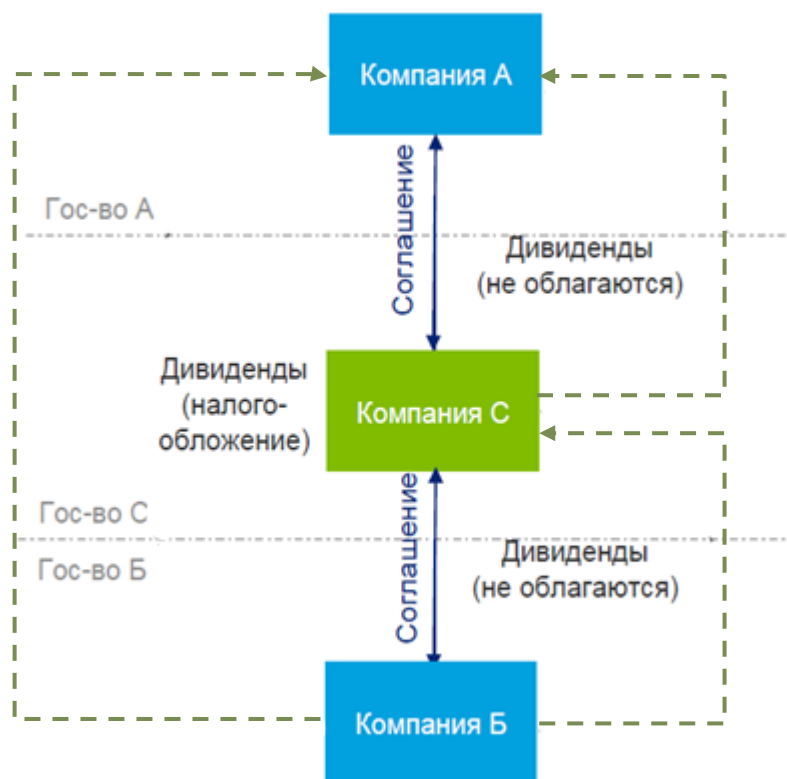 Компания А
Гос-во А
Соглашение
Дивиденды
(не облагаются)
Дивиденды
(налого-
обложение)
Компания С
Гос-во С
Гос-во Б
Соглашение
Дивиденды
(не облагаются)
Компания Б